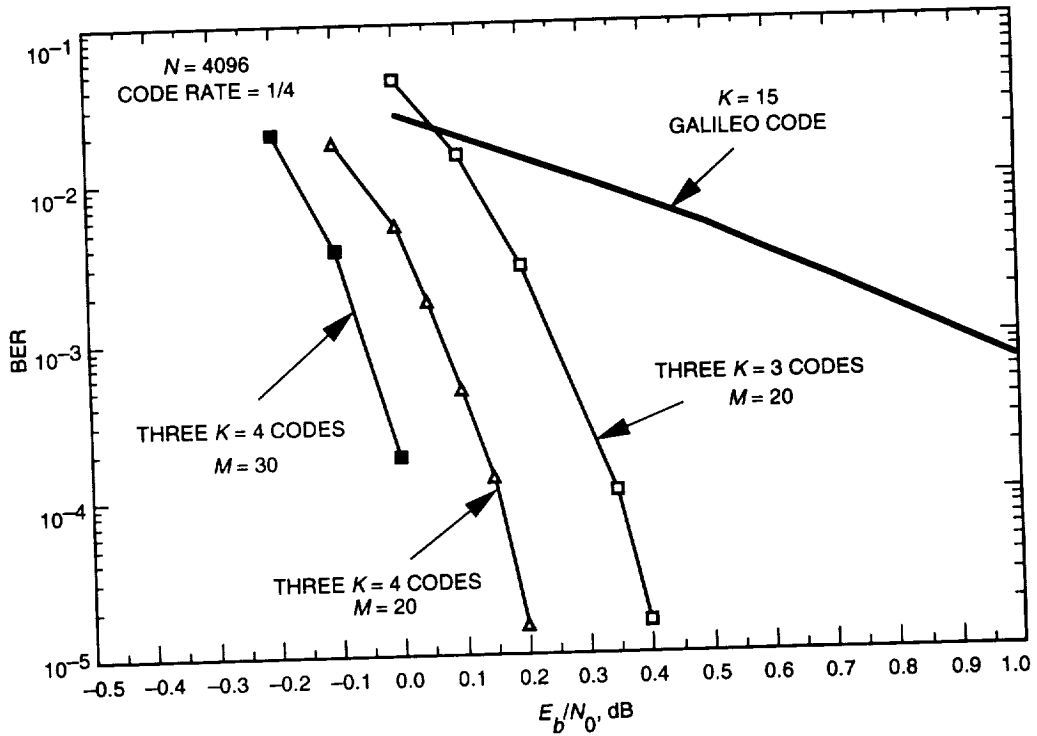 N = 4096
CODE RATE = 1/4
K = 15
GALILEO CODE
THREE K = 3 CODES
M = 20
THREE K = 4 CODES
M = 30
THREE K = 4 CODES
M = 20
BER
10⁻¹
10⁻²
10⁻³
10⁻⁴
10⁻⁵
–0.5 –0.4 –0.3 –0.2 –0.1 0.0 0.1 0.2 0.3 0.4 0.5 0.6 0.7 0.8 0.9 1.0
E_b/N_0, dB